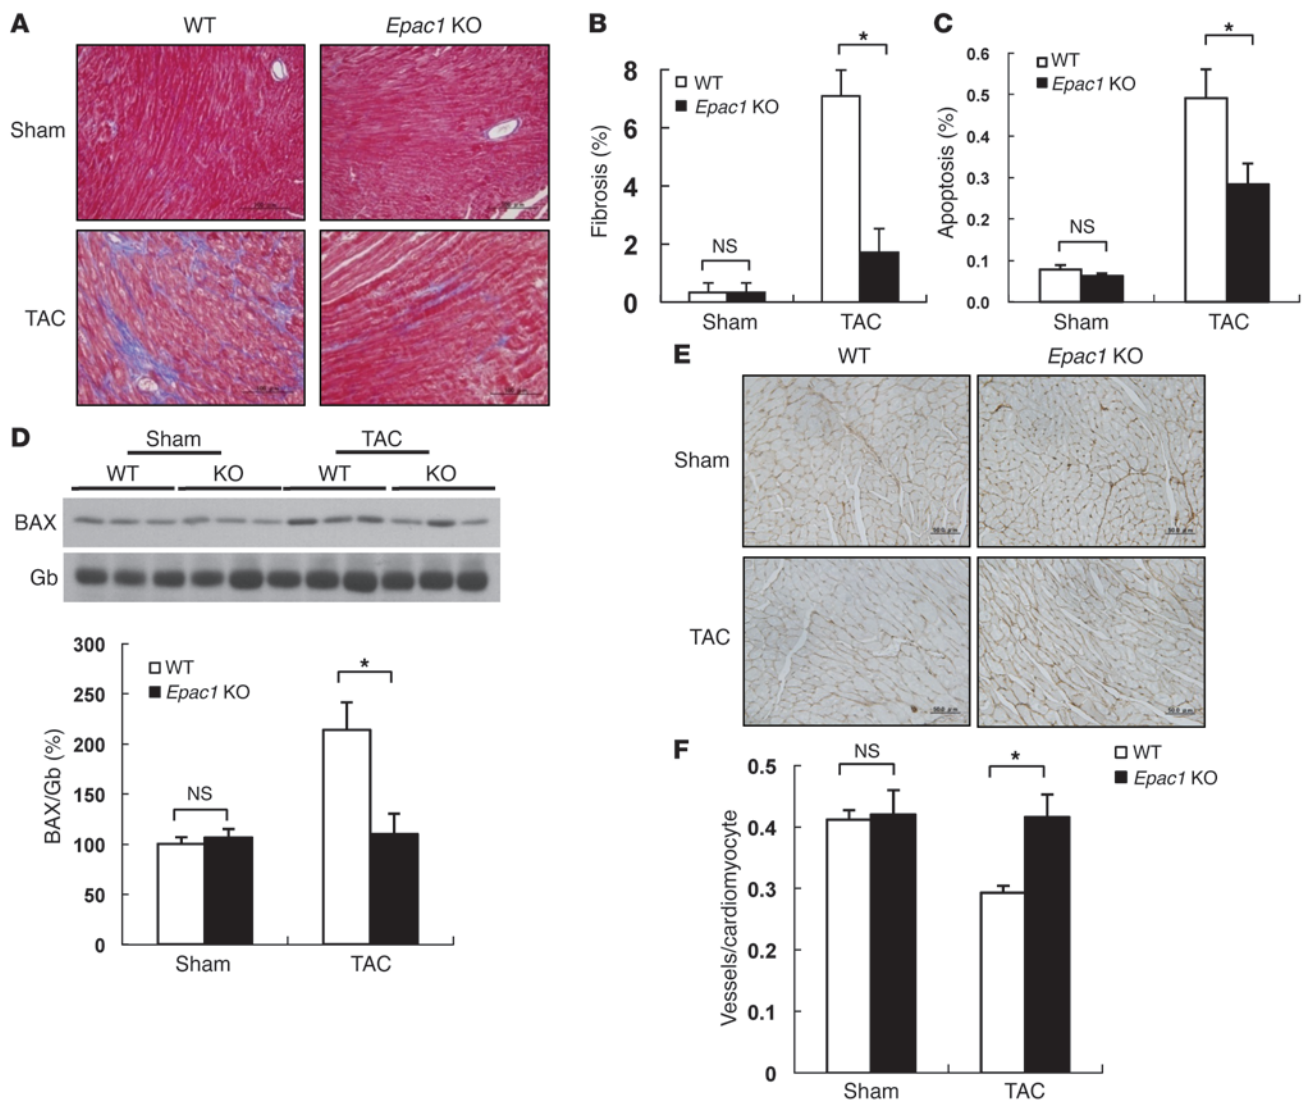 A
WT
Epac1 KO
Sham
TAC
B
Fibrosis (%)
8
6
4
2
0
WT
Epac1 KO
NS
*
Sham
TAC
C
Apoptosis (%)
0.6
0.5
0.4
0.3
0.2
0.1
0.0
WT
Epac1 KO
NS
*
Sham
TAC
D
Sham
TAC
WT
KO
WT
KO
BAX
Gb
BAX/Gb (%)
300
250
200
150
100
50
0
WT
Epac1 KO
NS
*
Sham
TAC
E
WT
Epac1 KO
Sham
TAC
F
Vessels/cardiomyocyte
0.5
0.4
0.3
0.2
0.1
0
NS
*
WT
Epac1 KO
Sham
TAC